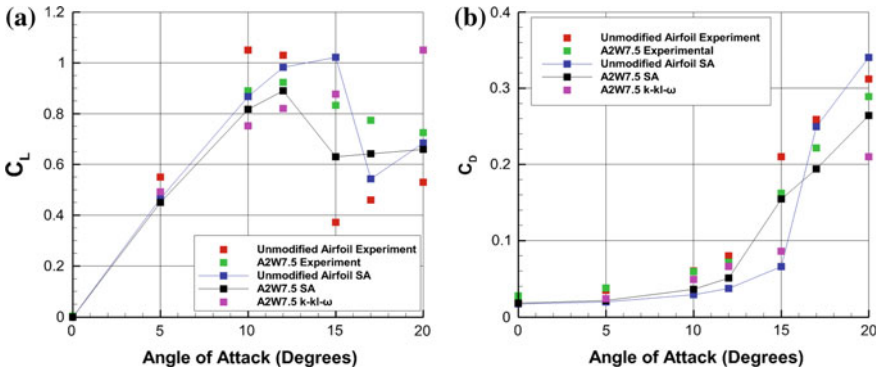 (a)
1.2
1
0.8
0.6
0.4
0.2
0
C_L
Unmodified Airfoil Experiment
A2W7.5 Experiment
Unmodified Airfoil SA
A2W7.5 SA
A2W7.5 k-kl-ω
0 5 10 15 20
Angle of Attack (Degrees)
(b)
0.4
0.3
0.2
0.1
0
C_D
Unmodified Airfoil Experiment
A2W7.5 Experimental
Unmodified Airfoil SA
A2W7.5 SA
A2W7.5 k-kl-ω
0 5 10 15 20
Angle of Attack (Degrees)